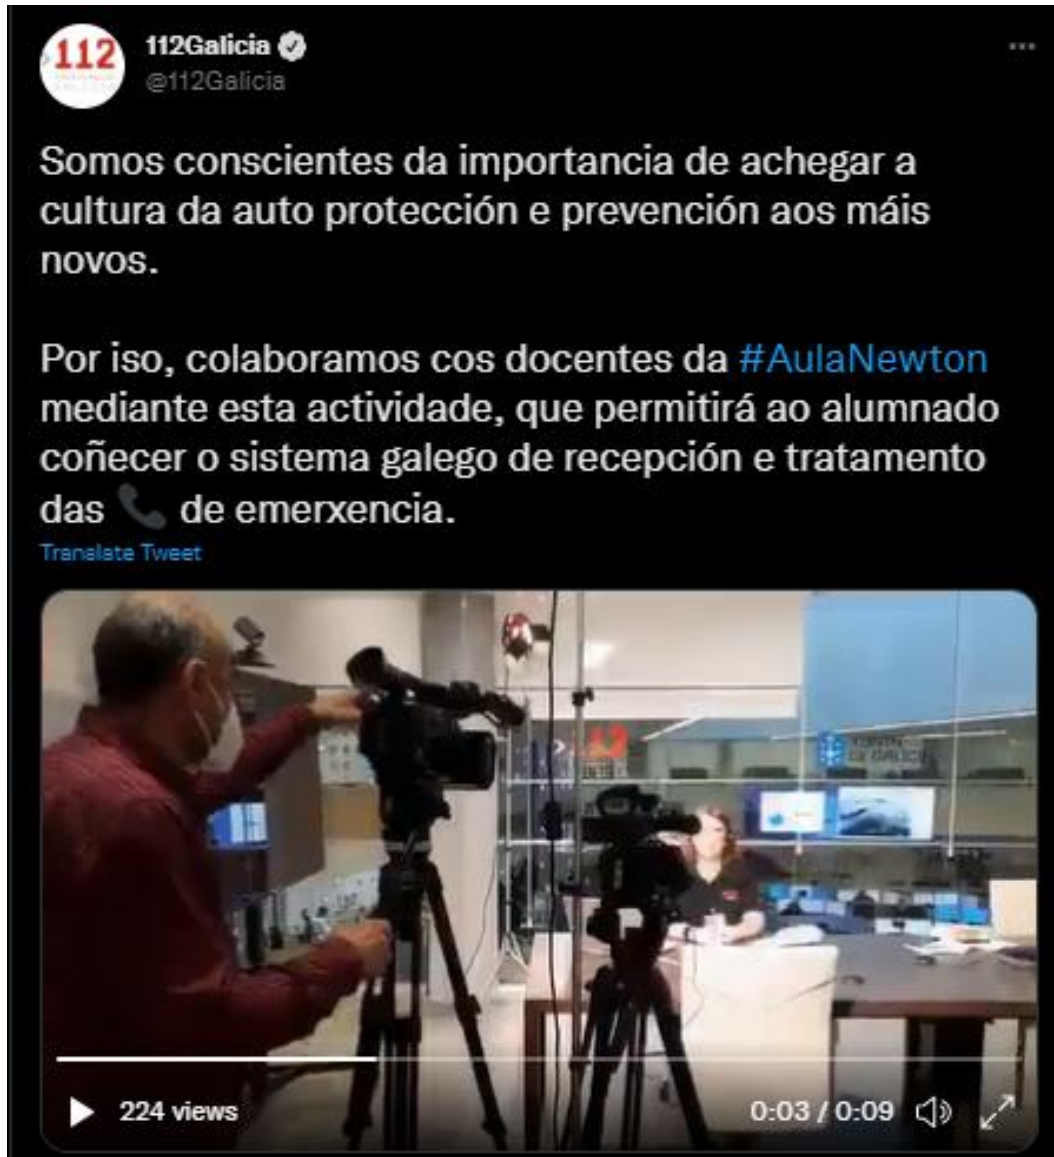 112
112Galicia
@112Galicia
Somos conscientes da importancia de achegar a
cultura da auto protección e prevención aos máis
novos.
Por iso, colaboramos cos docentes da #AulaNewton
mediante esta actividade, que permitirá ao alumnado
coñecer o sistema galego de recepción e tratamento
das 📞 de emerxencia.
Translate Tweet
DE GALICIA
224 views
0:03 / 0:09